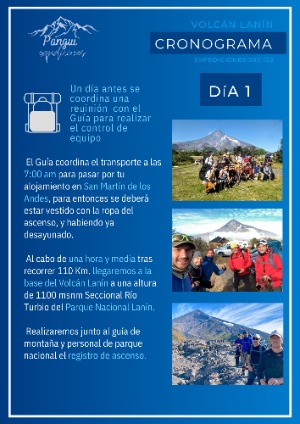 Pangui
expediciones
VOLCÁN LANÍN
CRONOGRAMA
EXPEDICIONES 2021/22
DÍA 1
Un día antes se
coordina una
reuinión con el
Guía para realizar
el control de
equipo
El Guía coordina el transporte a las
7:00 am para pasar por tu
alojamiento en San Martín de los
Andes, para entonces se deberá
estar vestido con la ropa del
ascenso, y habiendo ya
desayunado.
Al cabo de una hora y media tras
recorrer 110 Km. llegaremos a la
base del Volcán Lanín a una altura
de 1100 msnm Seccional Río
Turbio del Parque Nacional Lanín.
Realizaremos junto al guía de
montaña y personal de parque
nacional el registro de ascenso.